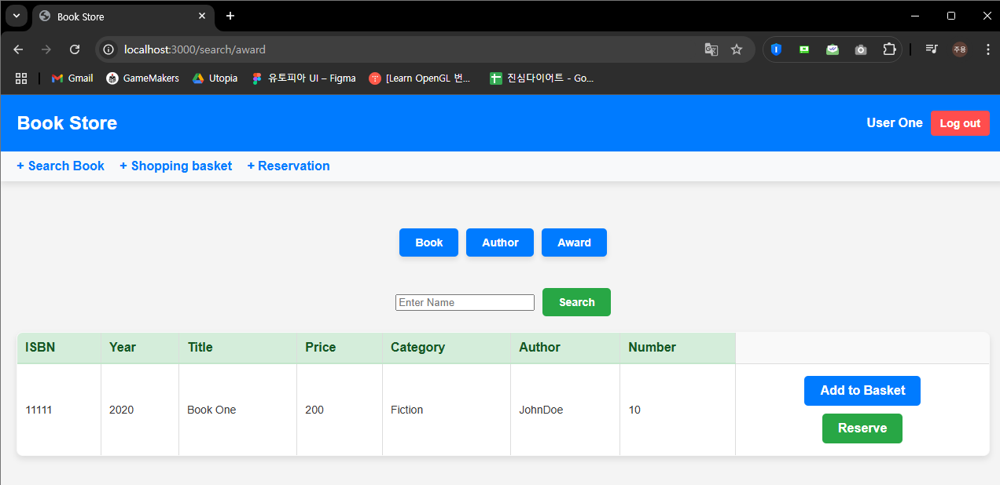 Book Store
localhost:3000/search/award
주용
Gmail
GameMakers
Utopia
유토피아 UI – Figma
[Learn OpenGL 번...
진심다이어트 - Go...
Book Store
User One
Log out
+ Search Book
+ Shopping basket
+ Reservation
Book
Author
Award
Enter Name
Search
ISBN Year Title Price Category Author Number
11111 2020 Book One 200 Fiction JohnDoe 10
Add to Basket
Reserve